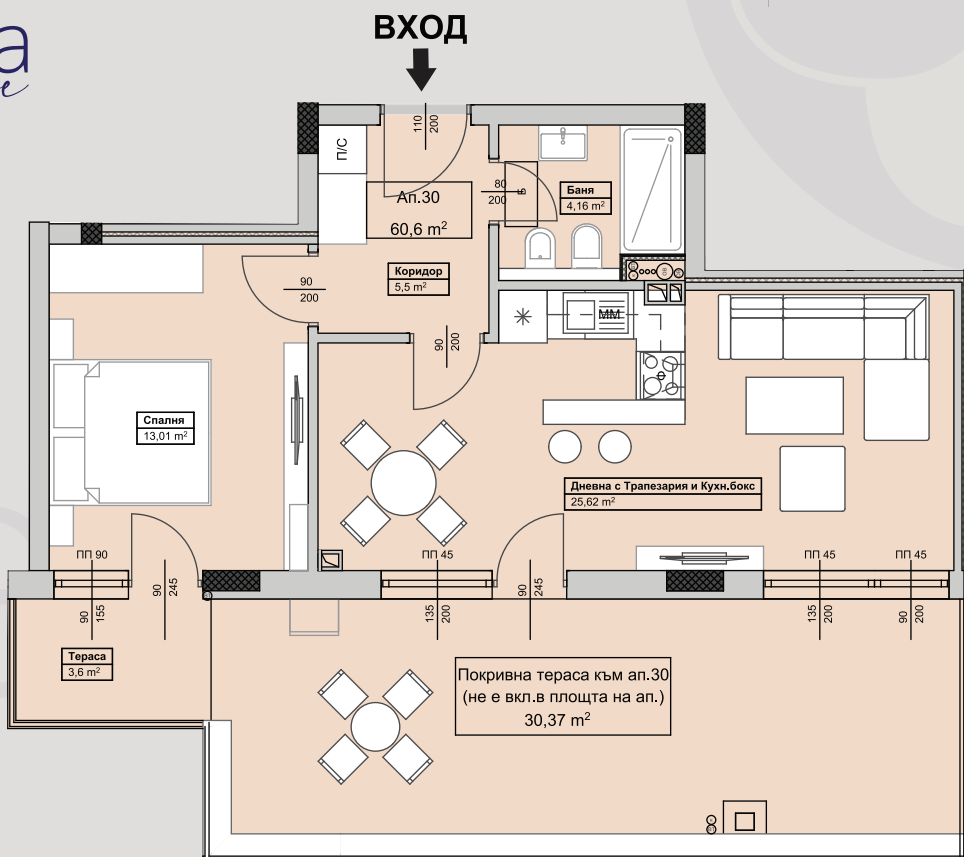 a
e
ВХОД
110
200
П/С
Ап.30
60,6 m²
80
200
Б
Баня
4,16 m²
Коридор
5,5 m²
90
200
90
200
ММ
Ф
Спалня
13,01 m²
Дневна с Трапезария и Кухн.бокс
25,62 m²
ПП 90
90
155
90
245
ПП 45
135
200
90
245
ПП 45
135
200
ПП 45
90
200
Тераса
3,6 m²
Покривна тераса към ап.30
(не е вкл.в площта на ап.)
30,37 m²